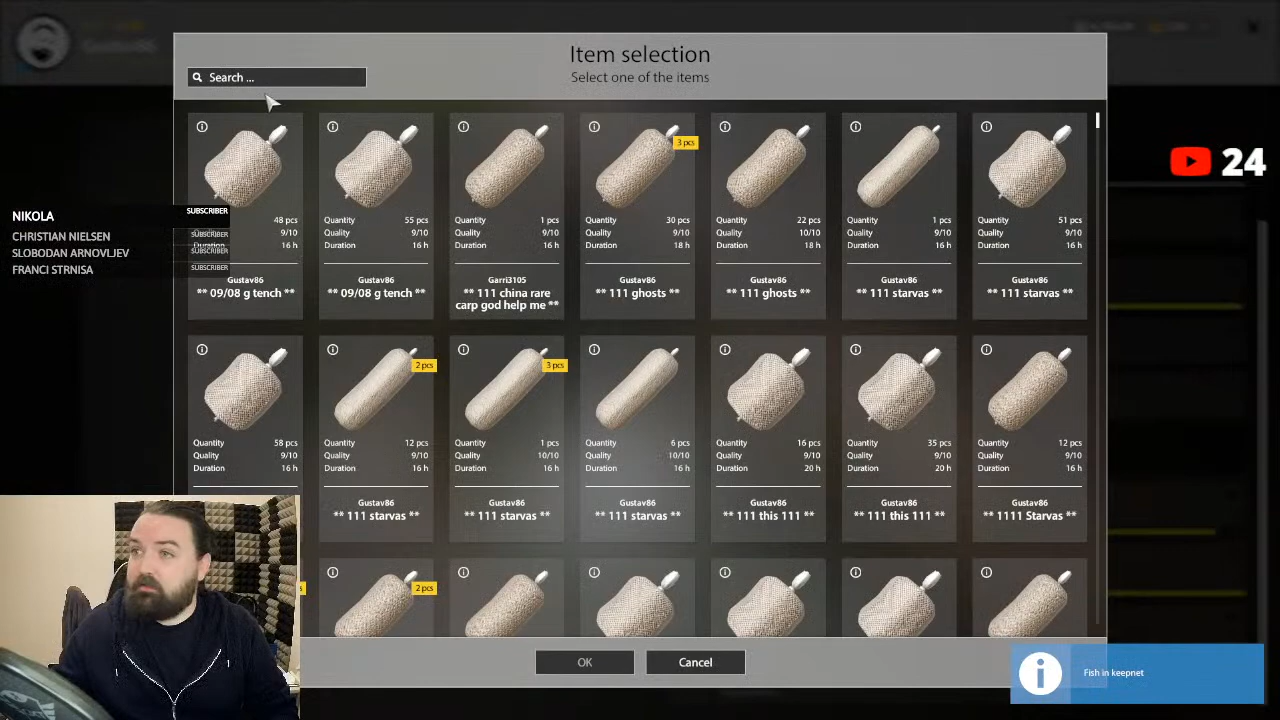 Item selection
Select one of the items
Search ...
24
NIKOLA SUBSCRIBER
CHRISTIAN NIELSEN SUBSCRIBER
SLOBODAN ARNOVLJEV SUBSCRIBER
FRANCI STRNISA SUBSCRIBER
48 pcs
9/10
Duration 16 h
Gustav86
** 09/08 g tench **
Quantity 55 pcs
Quality 9/10
Duration 16 h
Gustav86
** 09/08 g tench **
Quantity 1 pcs
Quality 9/10
Duration 16 h
Garri3105
** 111 china rare
carp god help me **
3 pcs
Quantity 30 pcs
Quality 9/10
Duration 18 h
Gustav86
** 111 ghosts **
Quantity 22 pcs
Quality 10/10
Duration 18 h
Gustav86
** 111 ghosts **
Quantity 1 pcs
Quality 9/10
Duration 16 h
Gustav86
** 111 starvas **
Quantity 51 pcs
Quality 9/10
Duration 16 h
Gustav86
** 111 starvas **
Quantity 58 pcs
Quality 9/10
Duration 16 h
2 pcs
Quantity 12 pcs
Quality 9/10
Duration 16 h
Gustav86
** 111 starvas **
3 pcs
Quantity 1 pcs
Quality 10/10
Duration 16 h
Gustav86
** 111 starvas **
Quantity 6 pcs
Quality 10/10
Duration 16 h
Gustav86
** 111 starvas **
Quantity 16 pcs
Quality 9/10
Duration 20 h
Gustav86
** 111 this 111 **
Quantity 35 pcs
Quality 9/10
Duration 20 h
Gustav86
** 111 this 111 **
Quantity 12 pcs
Quality 9/10
Duration 16 h
Gustav86
** 1111 Starvas **
2 pcs
OK
Cancel
Fish in keepnet